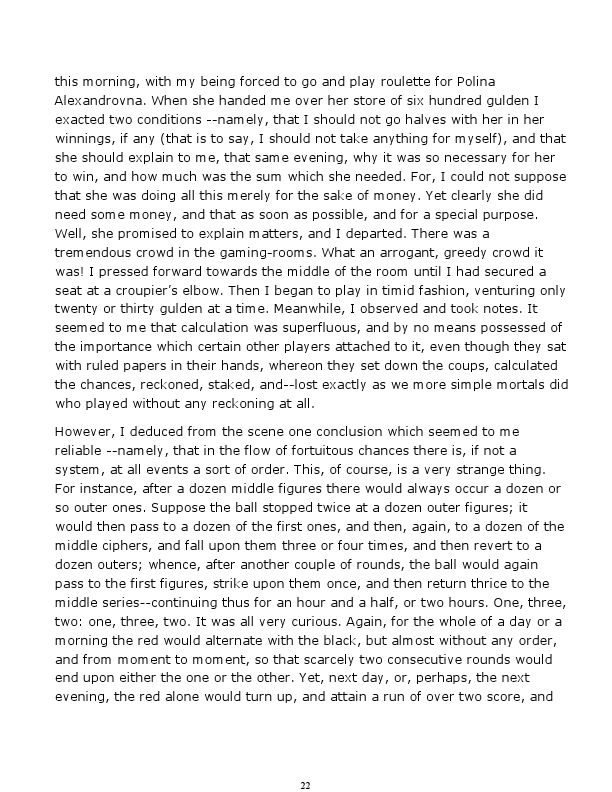 this morning, with my being forced to go and play roulette for Polina
Alexandrovna. When she handed me over her store of six hundred gulden I
exacted two conditions --namely, that I should not go halves with her in her
winnings, if any (that is to say, I should not take anything for myself), and that
she should explain to me, that same evening, why it was so necessary for her
to win, and how much was the sum which she needed. For, I could not suppose
that she was doing all this merely for the sake of money. Yet clearly she did
need some money, and that as soon as possible, and for a special purpose.
Well, she promised to explain matters, and I departed. There was a
tremendous crowd in the gaming-rooms. What an arrogant, greedy crowd it
was! I pressed forward towards the middle of the room until I had secured a
seat at a croupier's elbow. Then I began to play in timid fashion, venturing only
twenty or thirty gulden at a time. Meanwhile, I observed and took notes. It
seemed to me that calculation was superfluous, and by no means possessed of
the importance which certain other players attached to it, even though they sat
with ruled papers in their hands, whereon they set down the coups, calculated
the chances, reckoned, staked, and--lost exactly as we more simple mortals did
who played without any reckoning at all.
However, I deduced from the scene one conclusion which seemed to me
reliable --namely, that in the flow of fortuitous chances there is, if not a
system, at all events a sort of order. This, of course, is a very strange thing.
For instance, after a dozen middle figures there would always occur a dozen or
so outer ones. Suppose the ball stopped twice at a dozen outer figures; it
would then pass to a dozen of the first ones, and then, again, to a dozen of the
middle ciphers, and fall upon them three or four times, and then revert to a
dozen outers; whence, after another couple of rounds, the ball would again
pass to the first figures, strike upon them once, and then return thrice to the
middle series--continuing thus for an hour and a half, or two hours. One, three,
two: one, three, two. It was all very curious. Again, for the whole of a day or a
morning the red would alternate with the black, but almost without any order,
and from moment to moment, so that scarcely two consecutive rounds would
end upon either the one or the other. Yet, next day, or, perhaps, the next
evening, the red alone would turn up, and attain a run of over two score, and
22